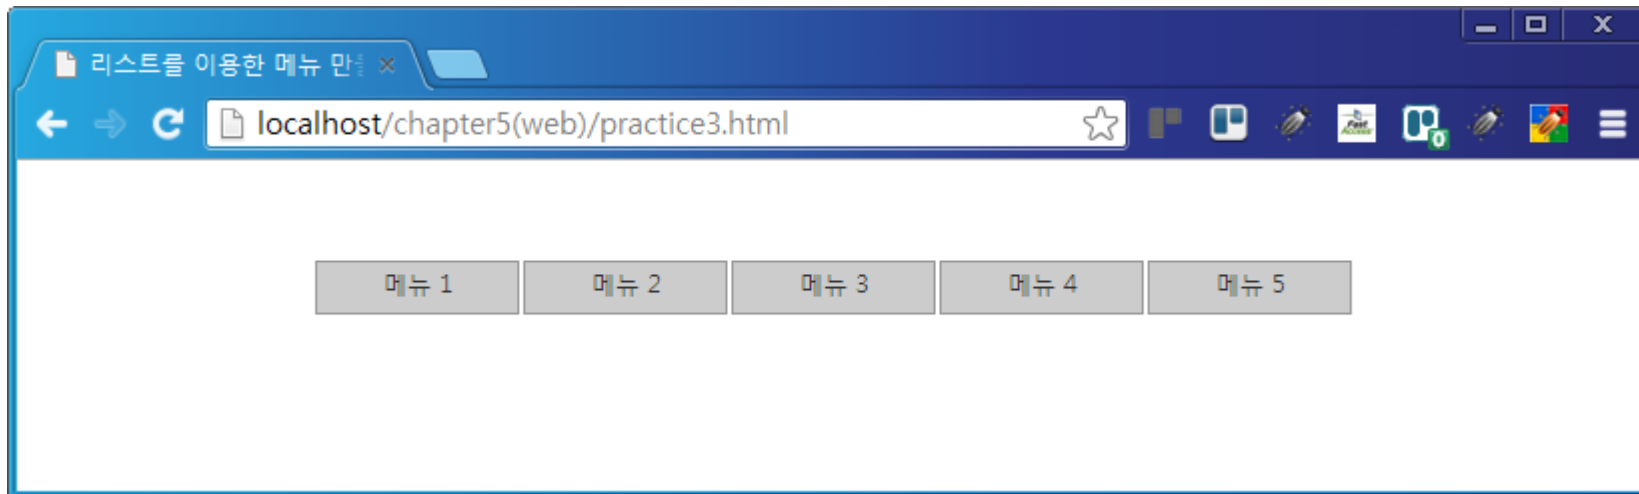 리스트를 이용한 메뉴 만
localhost/chapter5(web)/practice3.html
0
메뉴 1 메뉴 2 메뉴 3 메뉴 4 메뉴 5